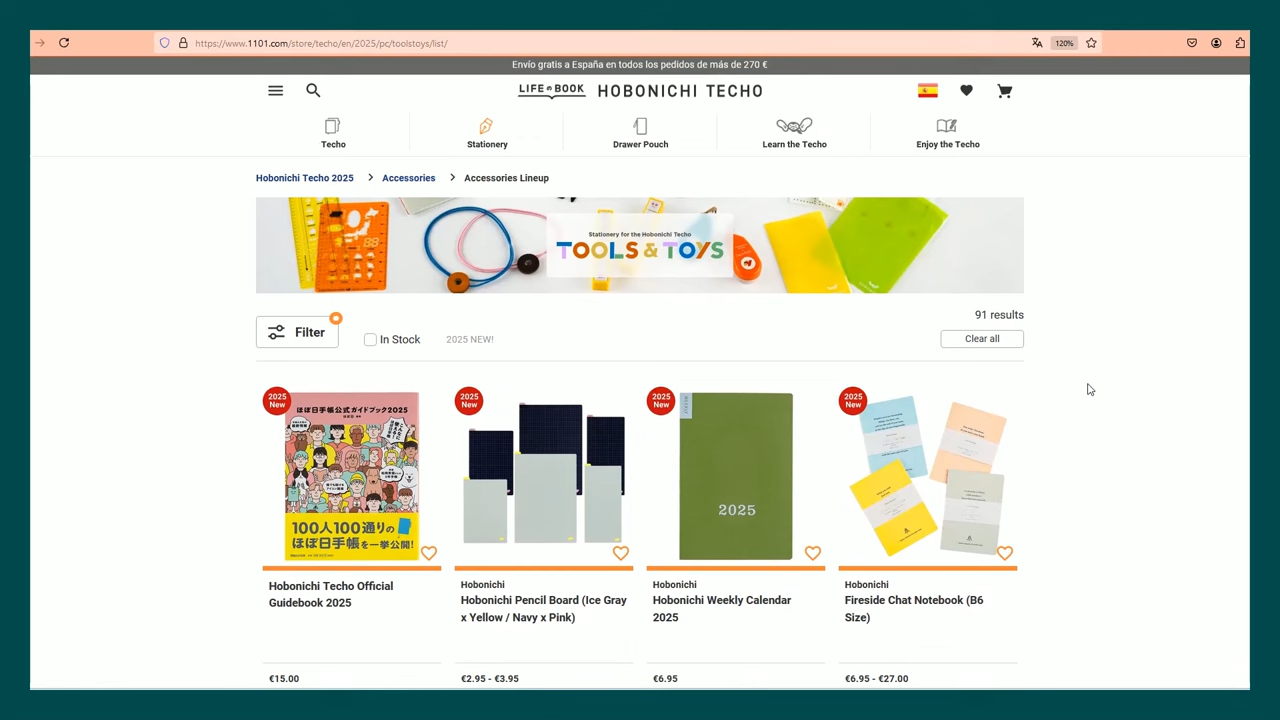 https://www.1101.com/store/techo/en/2025/pc/toolstoys/list/
120%
Envío gratis a España en todos los pedidos de más de 270 €
LIFE BOOK HOBONICHI TECHO
Techo
Stationery
Drawer Pouch
Learn the Techo
Enjoy the Techo
Hobonichi Techo 2025 > Accessories > Accessories Lineup
Stationery for the Hobonichi Techo
TOOLS & TOYS
91 results
Filter
In Stock
2025 NEW!
Clear all
2025 New
ほぼ日手帳公式ガイドブック2025
100人100通りの
ほぼ日手帳を一挙公開!
Hobonichi Techo Official
Guidebook 2025
€15.00
2025 New
Hobonichi
Hobonichi Pencil Board (Ice Gray
x Yellow / Navy x Pink)
€2.95 - €3.95
2025 New
2025
Hobonichi
Hobonichi Weekly Calendar
2025
€6.95
2025 New
Hobonichi
Fireside Chat Notebook (B6
Size)
€6.95 - €27.00